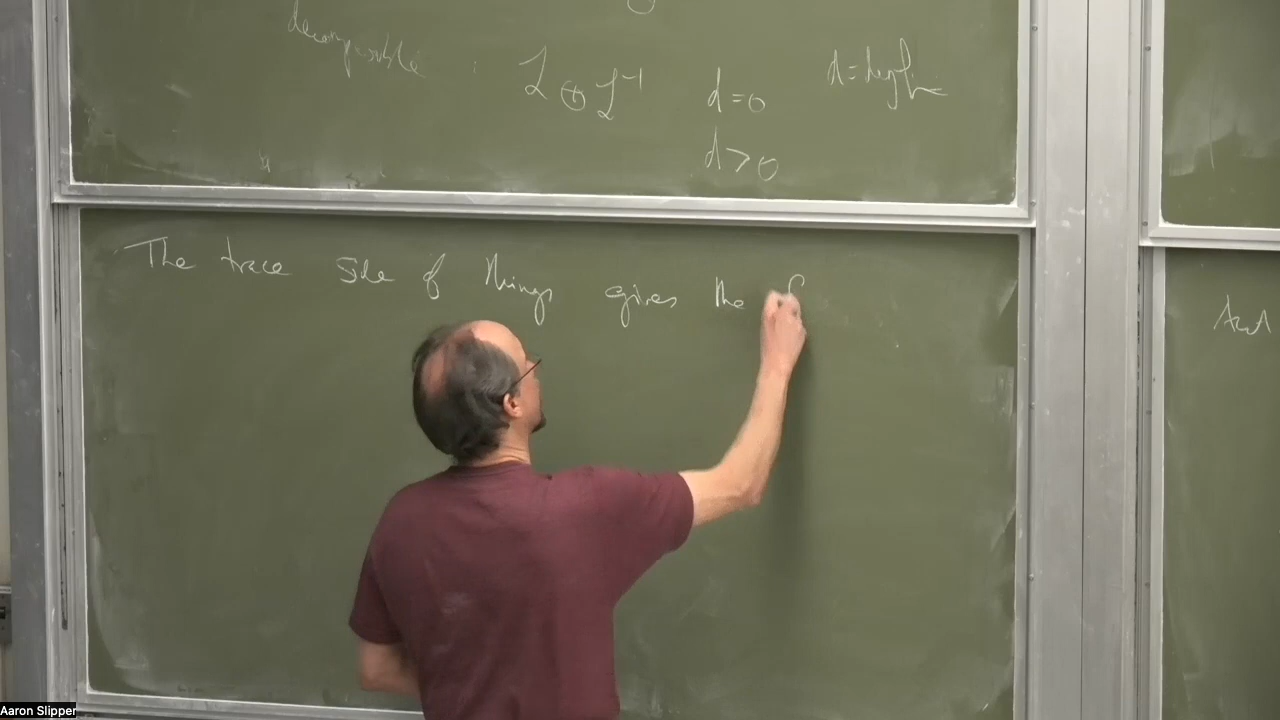 decomposable : L ⊕ L⁻¹ d=0 d=deg L
d>0
The trace side of things gives the
Aaron Slipper